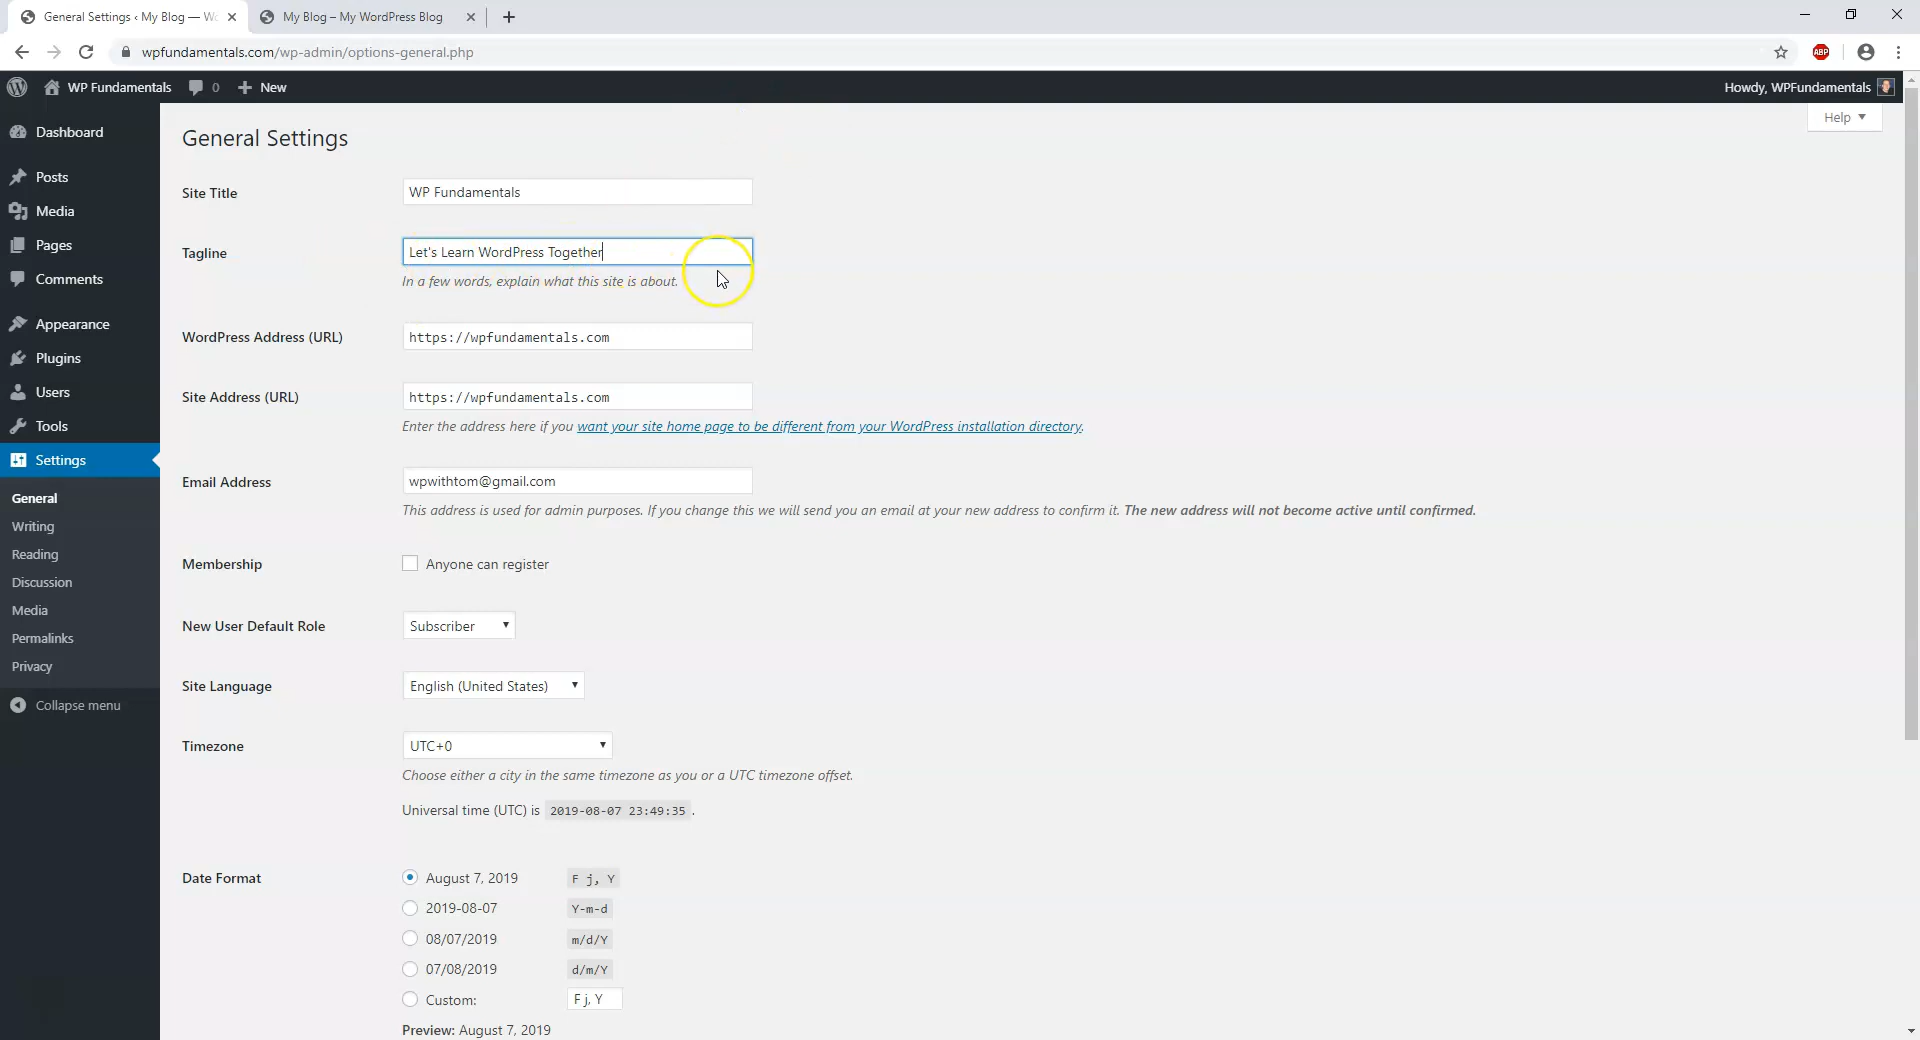 General Settings ‹ My Blog — Wo
My Blog – My WordPress Blog
wpfundamentals.com/wp-admin/options-general.php
ABP
WP Fundamentals
0
New
Howdy, WPFundamentals
Help
Dashboard
Posts
Media
Pages
Comments
Appearance
Plugins
Users
Tools
Settings
General
Writing
Reading
Discussion
Media
Permalinks
Privacy
Collapse menu
General Settings
Site Title
WP Fundamentals
Tagline
Let's Learn WordPress Together
In a few words, explain what this site is about.
WordPress Address (URL)
https://wpfundamentals.com
Site Address (URL)
https://wpfundamentals.com
Enter the address here if you want your site home page to be different from your WordPress installation directory.
Email Address
wpwithtom@gmail.com
This address is used for admin purposes. If you change this we will send you an email at your new address to confirm it. The new address will not become active until confirmed.
Membership
Anyone can register
New User Default Role
Subscriber
Site Language
English (United States)
Timezone
UTC+0
Choose either a city in the same timezone as you or a UTC timezone offset.
Universal time (UTC) is 2019-08-07 23:49:35 .
Date Format
August 7, 2019 F j, Y
2019-08-07 Y-m-d
08/07/2019 m/d/Y
07/08/2019 d/m/Y
Custom: F j, Y
Preview: August 7, 2019